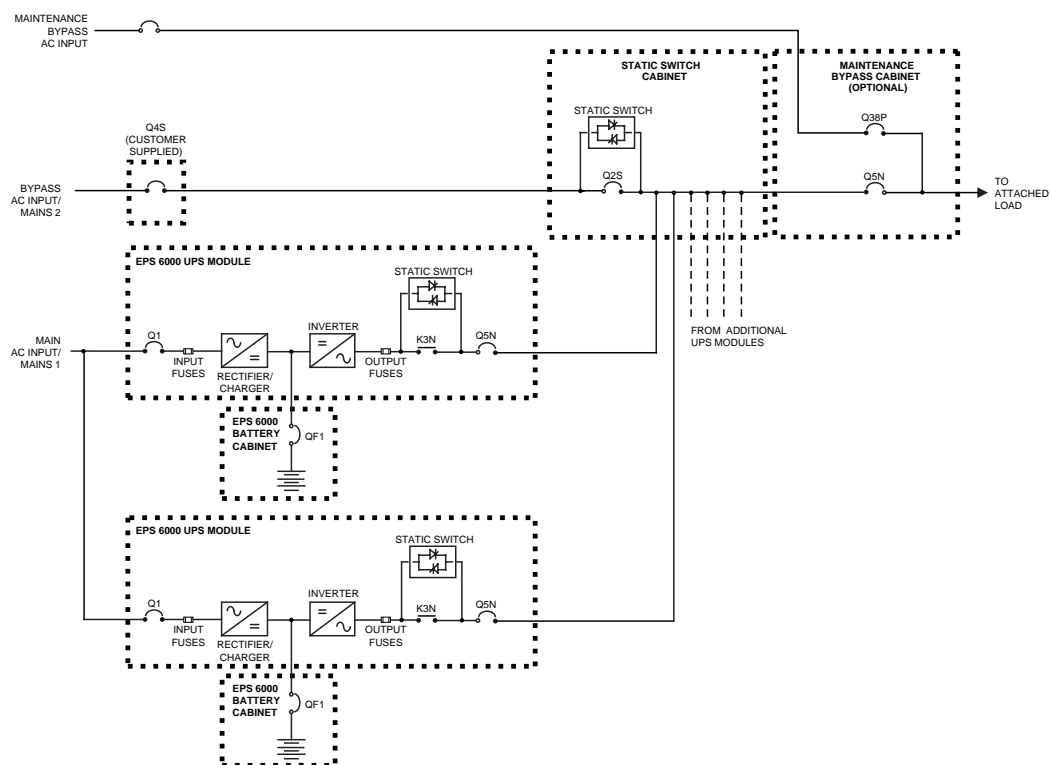 MAINTENANCE
BYPASS
AC INPUT
STATIC SWITCH
CABINET
MAINTENANCE
BYPASS CABINET
(OPTIONAL)
STATIC SWITCH
Q38P
Q4S
(CUSTOMER
SUPPLIED)
Q2S
Q5N
BYPASS
AC INPUT/
MAINS 2
TO
ATTACHED
LOAD
EPS 6000 UPS MODULE
STATIC SWITCH
MAIN
AC INPUT/
MAINS 1
Q1
INPUT
FUSES
RECTIFIER/
CHARGER
INVERTER
OUTPUT
FUSES
K3N
Q5N
FROM ADDITIONAL
UPS MODULES
EPS 6000
BATTERY
CABINET
QF1
EPS 6000 UPS MODULE
STATIC SWITCH
Q1
INPUT
FUSES
RECTIFIER/
CHARGER
INVERTER
OUTPUT
FUSES
K3N
Q5N
EPS 6000
BATTERY
CABINET
QF1